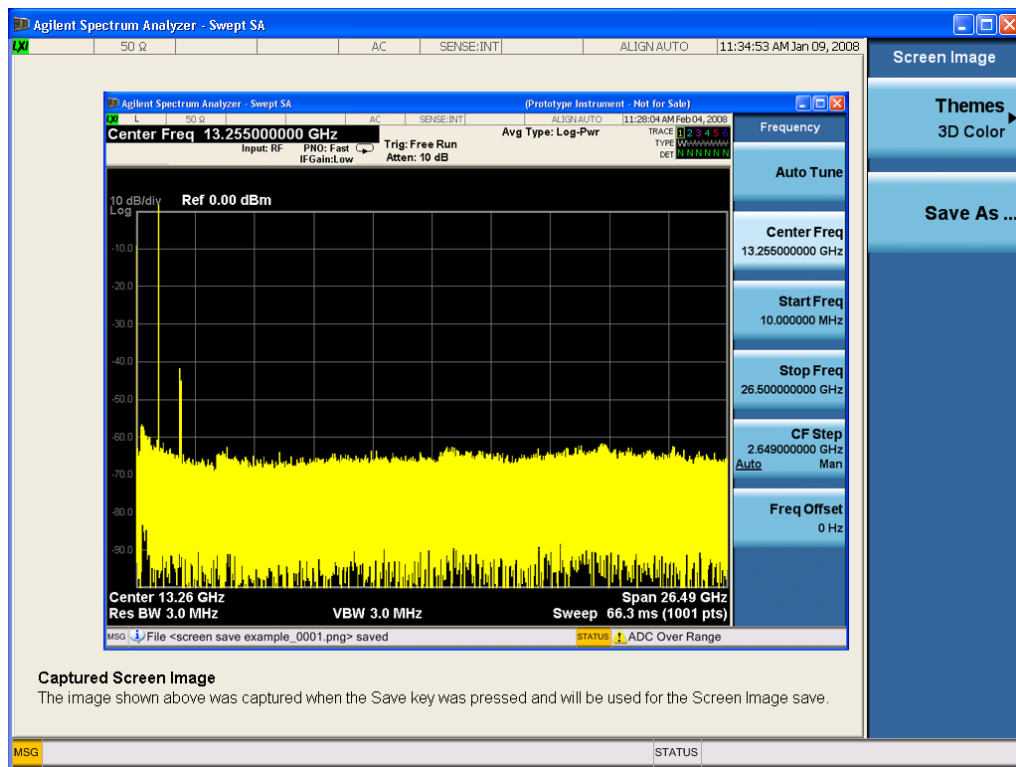 Agilent Spectrum Analyzer - Swept SA
LXI 50 Ω AC SENSE:INT ALIGN AUTO 11:34:53 AM Jan 09, 2008
Screen Image
Themes
3D Color
Save As ...
Agilent Spectrum Analyzer - Swept SA (Prototype Instrument - Not for Sale)
LXI L 50 Ω AC SENSE:INT ALIGNAUTO 11:28:04 AM Feb 04, 2008
Center Freq 13.255000000 GHz
Input: RF
PNO: Fast
IFGain:Low
Trig: Free Run
Atten: 10 dB
Avg Type: Log-Pwr
TRACE 1 2 3 4 5 6
TYPE WWWWWW
DET N N N N N N
Frequency
Auto Tune
Center Freq
13.255000000 GHz
Start Freq
10.000000 MHz
Stop Freq
26.500000000 GHz
CF Step
2.649000000 GHz
Auto Man
Freq Offset
0 Hz
10 dB/div Ref 0.00 dBm
Log
-10.0
-20.0
-30.0
-40.0
-50.0
-60.0
-70.0
-80.0
-90.0
Center 13.26 GHz Span 26.49 GHz
Res BW 3.0 MHz VBW 3.0 MHz Sweep 66.3 ms (1001 pts)
MSG File <screen save example_0001.png> saved STATUS ADC Over Range
Captured Screen Image
The image shown above was captured when the Save key was pressed and will be used for the Screen Image save.
MSG STATUS